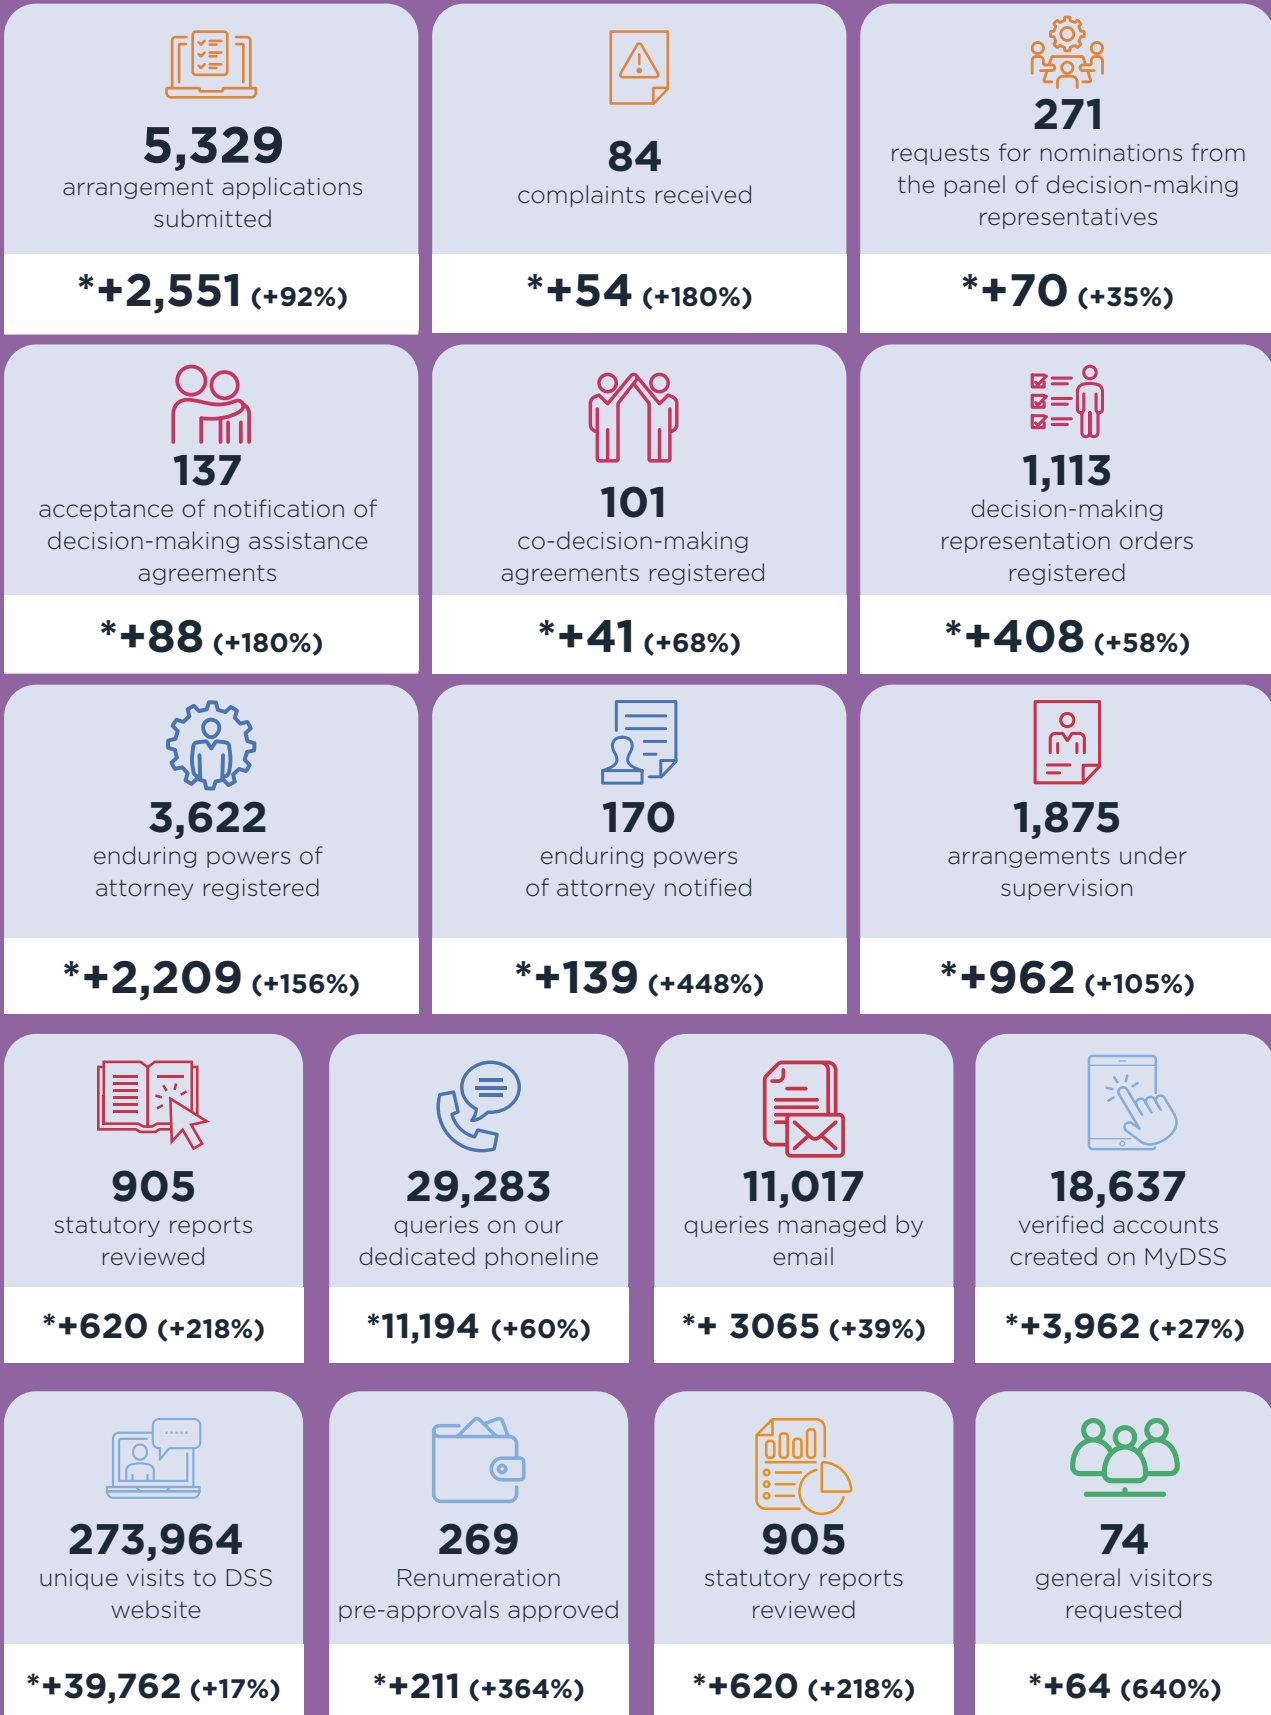 5,329
arrangement applications
submitted
*+2,551 (+92%)
84
complaints received
*+54 (+180%)
271
requests for nominations from
the panel of decision-making
representatives
*+70 (+35%)
137
acceptance of notification of
decision-making assistance
agreements
*+88 (+180%)
101
co-decision-making
agreements registered
*+41 (+68%)
1,113
decision-making
representation orders
registered
*+408 (+58%)
3,622
enduring powers of
attorney registered
*+2,209 (+156%)
170
enduring powers
of attorney notified
*+139 (+448%)
1,875
arrangements under
supervision
*+962 (+105%)
905
statutory reports
reviewed
*+620 (+218%)
29,283
queries on our
dedicated phoneline
*11,194 (+60%)
11,017
queries managed by
email
*+ 3065 (+39%)
18,637
verified accounts
created on MyDSS
*+3,962 (+27%)
273,964
unique visits to DSS
website
*+39,762 (+17%)
269
Renumeration
pre-approvals approved
*+211 (+364%)
905
statutory reports
reviewed
*+620 (+218%)
74
general visitors
requested
*+64 (640%)